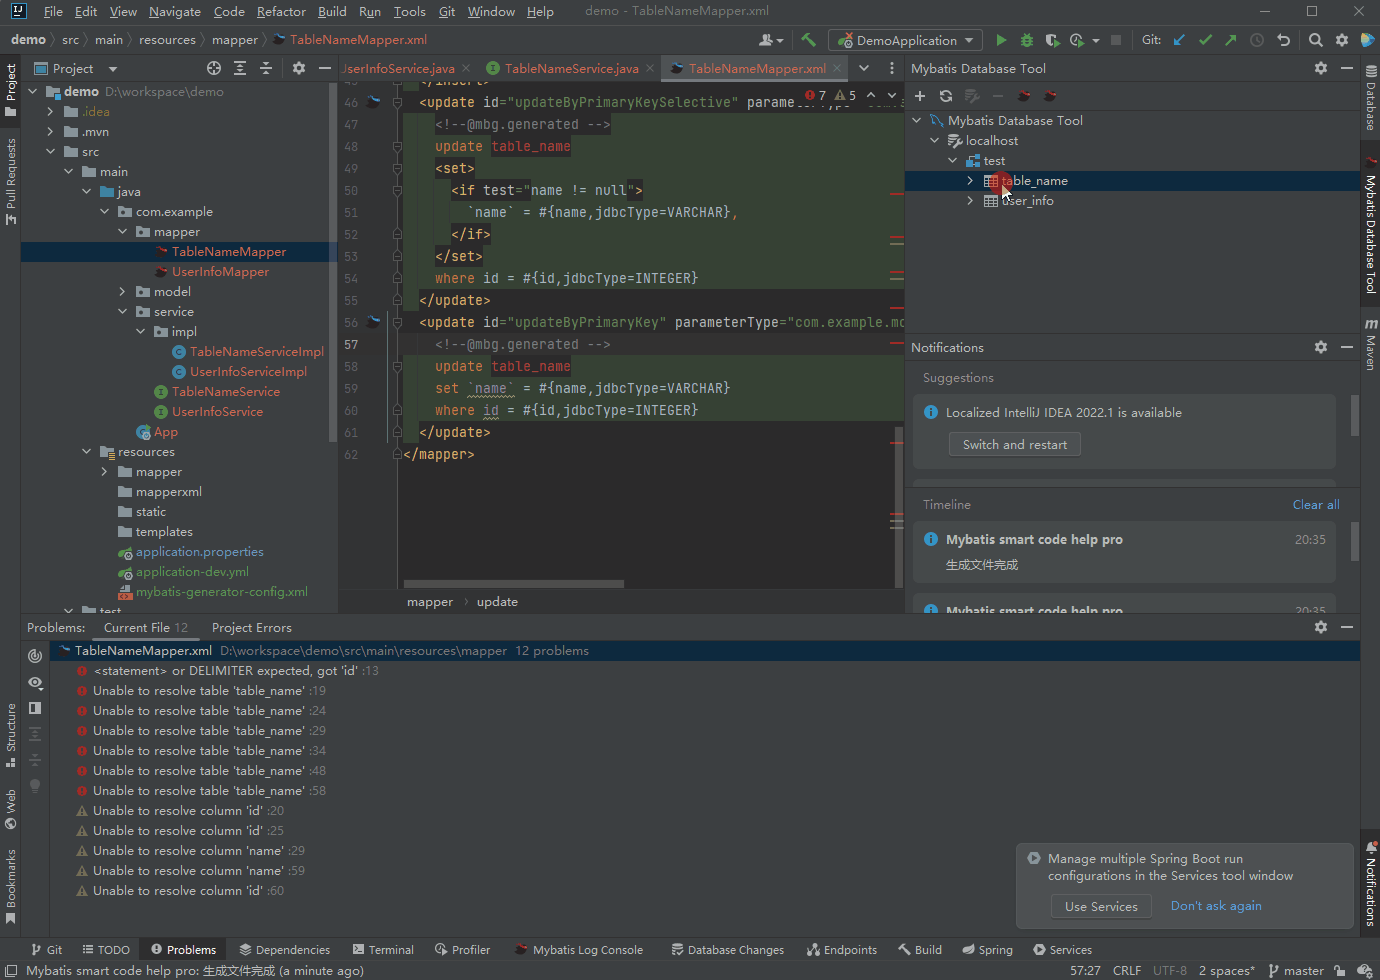 File Edit View Navigate Code Refactor Build Run Tools Git Window Help demo - TableNameMapper.xml
demo src main resources mapper TableNameMapper.xml DemoApplication Git:
Project
UserInfoService.java TableNameService.java TableNameMapper.xml
Mybatis Database Tool
demo D:\workspace\demo
.idea
.mvn
src
main
java
com.example
mapper
TableNameMapper
UserInfoMapper
model
service
impl
TableNameServiceImpl
UserInfoServiceImpl
TableNameService
UserInfoService
App
resources
mapper
mapperxml
static
templates
application.properties
application-dev.yml
mybatis-generator-config.xml
test
7 5
46 <update id="updateByPrimaryKeySelective"
47 <!--@mbg.generated -->
48 update table_name
49 <set>
50 <if test="name != null">
51 `name` = #{name,jdbcType=VARCHAR},
52 </if>
53 </set>
54 where id = #{id,jdbcType=INTEGER}
55 </update>
56 <update id="updateByPrimaryKey" parameterType="com.example.mo
57 <!--@mbg.generated -->
58 update table_name
59 set `name` = #{name,jdbcType=VARCHAR}
60 where id = #{id,jdbcType=INTEGER}
61 </update>
62 </mapper>
mapper update
Mybatis Database Tool
localhost
test
table_name
user_info
Notifications
Suggestions
Localized IntelliJ IDEA 2022.1 is available
Switch and restart
Timeline Clear all
Mybatis smart code help pro 20:35
生成文件完成
Mybatis smart code help pro 20:35
Project
Pull Requests
Structure
Web
Bookmarks
Database
Mybatis Database Tool
Maven
Notifications
Problems: Current File 12 Project Errors
TableNameMapper.xml D:\workspace\demo\src\main\resources\mapper 12 problems
<statement> or DELIMITER expected, got 'id' :13
Unable to resolve table 'table_name' :19
Unable to resolve table 'table_name' :24
Unable to resolve table 'table_name' :29
Unable to resolve table 'table_name' :34
Unable to resolve table 'table_name' :48
Unable to resolve table 'table_name' :58
Unable to resolve column 'id' :20
Unable to resolve column 'id' :25
Unable to resolve column 'name' :29
Unable to resolve column 'name' :59
Unable to resolve column 'id' :60
Manage multiple Spring Boot run
configurations in the Services tool window
Use Services Don't ask again
Git TODO Problems Dependencies Terminal Profiler Mybatis Log Console Database Changes Endpoints Build Spring Services
Mybatis smart code help pro: 生成文件完成 (a minute ago) 57:27 CRLF UTF-8 2 spaces* master